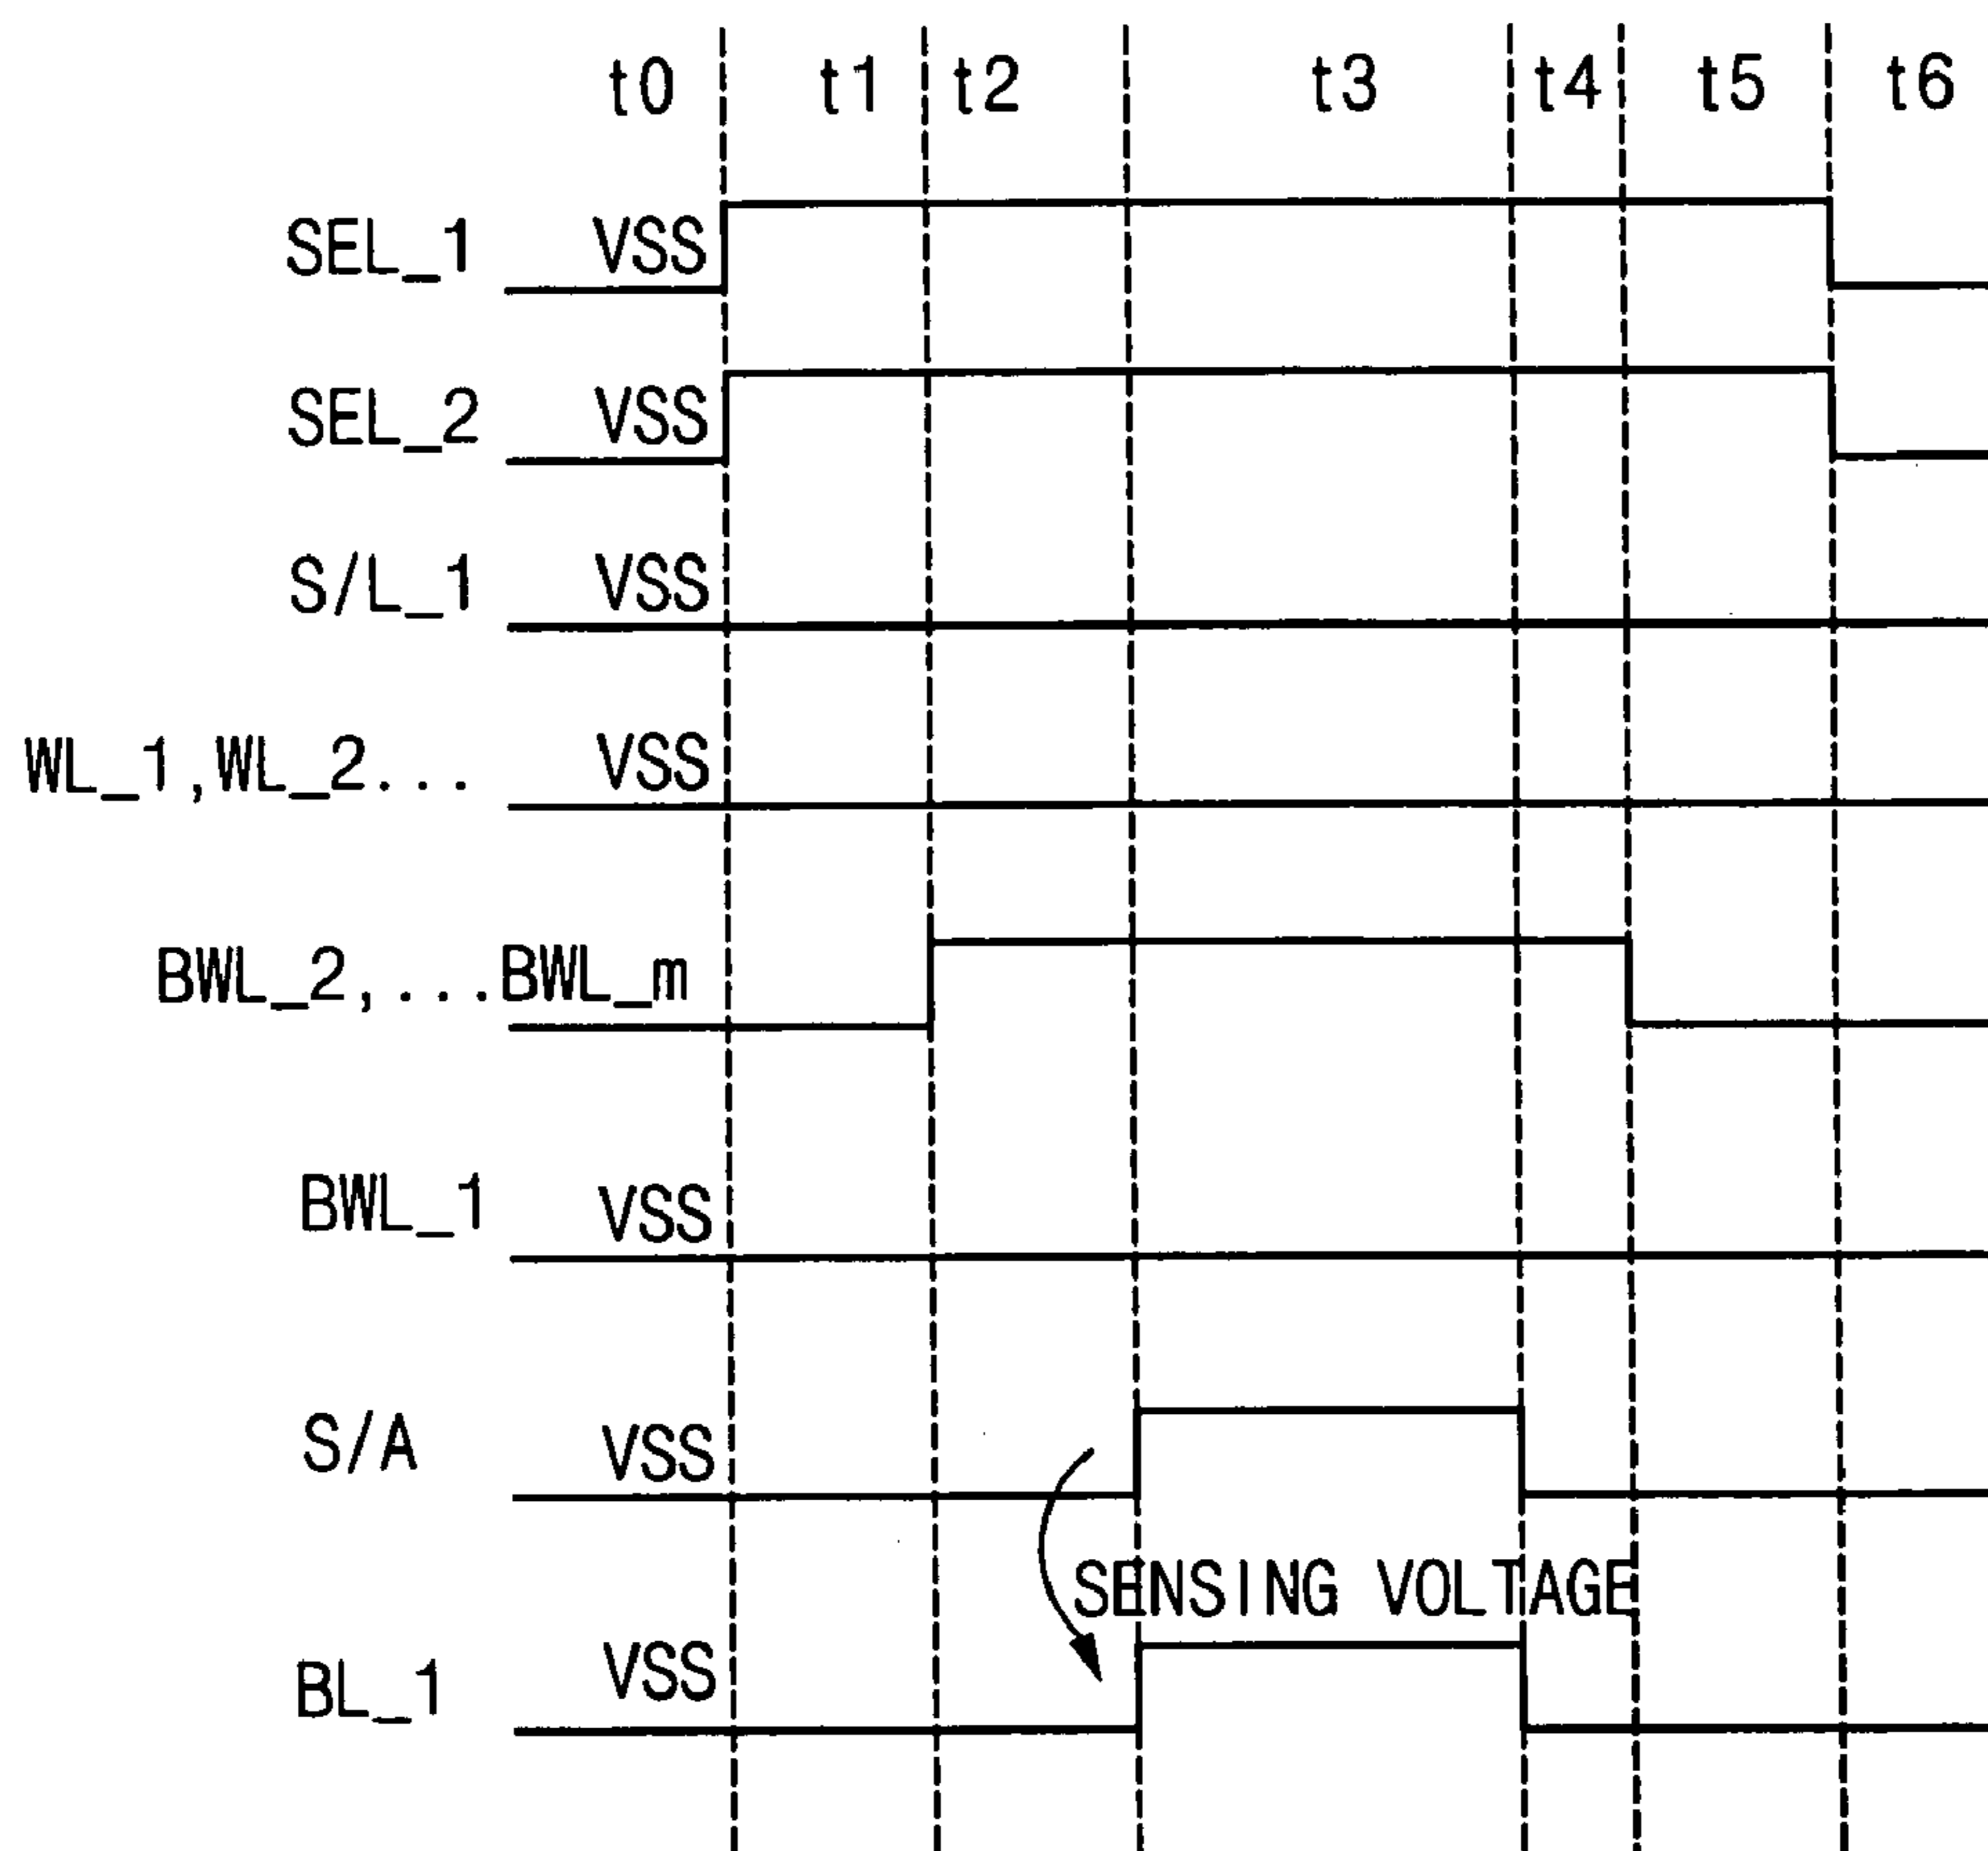 t0 t1 t2 t3 t4 t5 t6
SEL_1 VSS
SEL_2 VSS
S/L_1 VSS
WL_1,WL_2... VSS
BWL_2,...BWL_m
BWL_1 VSS
S/A VSS
SENSING VOLTAGE
BL_1 VSS